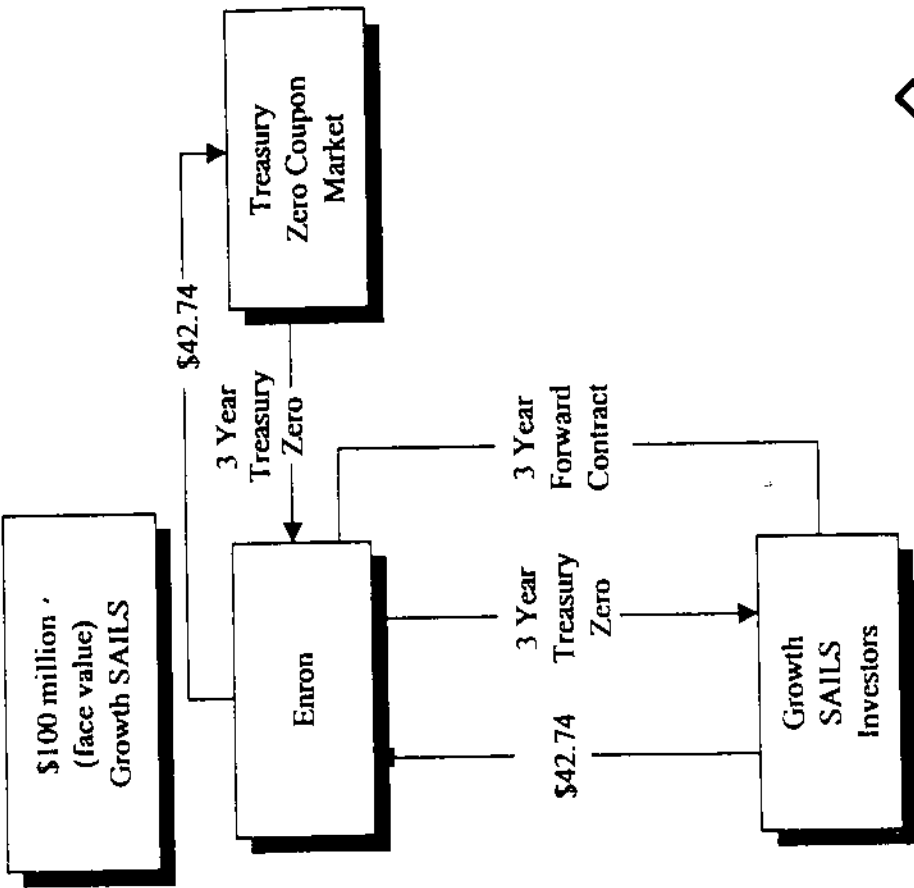 $100 million
(face value)
Growth SAILS
$42.74
Treasury
Zero Coupon
Market
3 Year
Treasury
Zero
Enron
$42.74
3 Year
Treasury
Zero
3 Year
Forward
Contract
Growth
SAILS
Investors